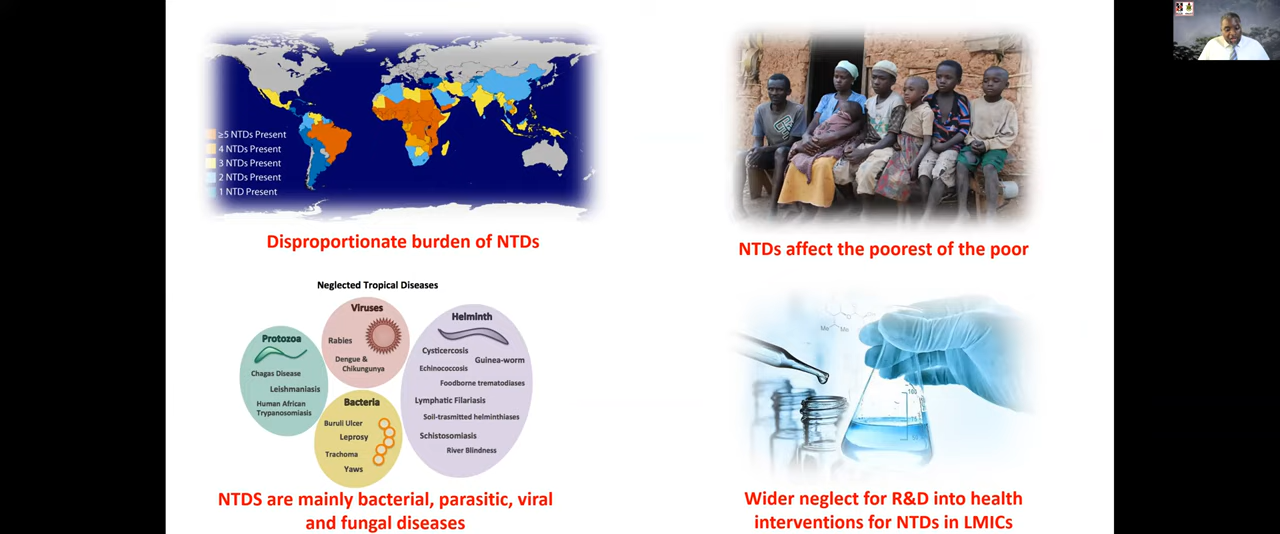 ≥5 NTDs Present
4 NTDs Present
3 NTDs Present
2 NTDs Present
1 NTD Present
Disproportionate burden of NTDs
NTDs affect the poorest of the poor
Neglected Tropical Diseases
Viruses
Rabies
Dengue &
Chikungunya
Protozoa
Chagas Disease
Leishmaniasis
Human African
Trypanosomiasis
Helminth
Cysticercosis
Guinea-worm
Echinococcosis
Foodborne trematodiases
Lymphatic Filariasis
Soil-trasmitted helminthiases
Schistosomiasis
River Blindness
Bacteria
Buruli Ulcer
Leprosy
Trachoma
Yaws
NTDS are mainly bacterial, parasitic, viral
and fungal diseases
Me Me
Wider neglect for R&D into health
interventions for NTDs in LMICs